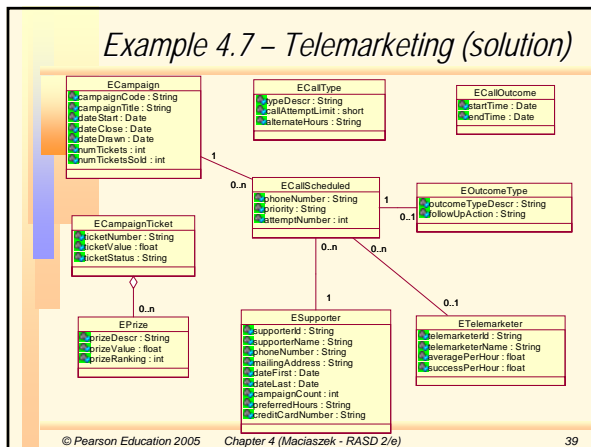 Example 4.7 – Telemarketing (solution)
ECampaign
campaignCode : String
campaignTitle : String
dateStart : Date
dateClose : Date
dateDrawn : Date
numTickets : int
numTicketsSold : int
ECallType
typeDescr : String
callAttemptLimit : short
alternateHours : String
ECallOutcome
startTime : Date
endTime : Date
1
0..n
ECallScheduled
phoneNumber : String
priority : String
attemptNumber : int
1
0..1
EOutcomeType
outcomeTypeDescr : String
followUpAction : String
ECampaignTicket
ticketNumber : String
ticketValue : float
ticketStatus : String
0..n
0..n
0..n
1
0..1
EPrize
prizeDescr : String
prizeValue : float
prizeRanking : int
ESupporter
supporterId : String
supporterName : String
phoneNumber : String
mailingAddress : String
dateFirst : Date
dateLast : Date
campaignCount : int
preferredHours : String
creditCardNumber : String
ETelemarketer
telemarketerId : String
telemarketerName : String
averagePerHour : float
successPerHour : float
© Pearson Education 2005 Chapter 4 (Maciaszek - RASD 2/e) 39